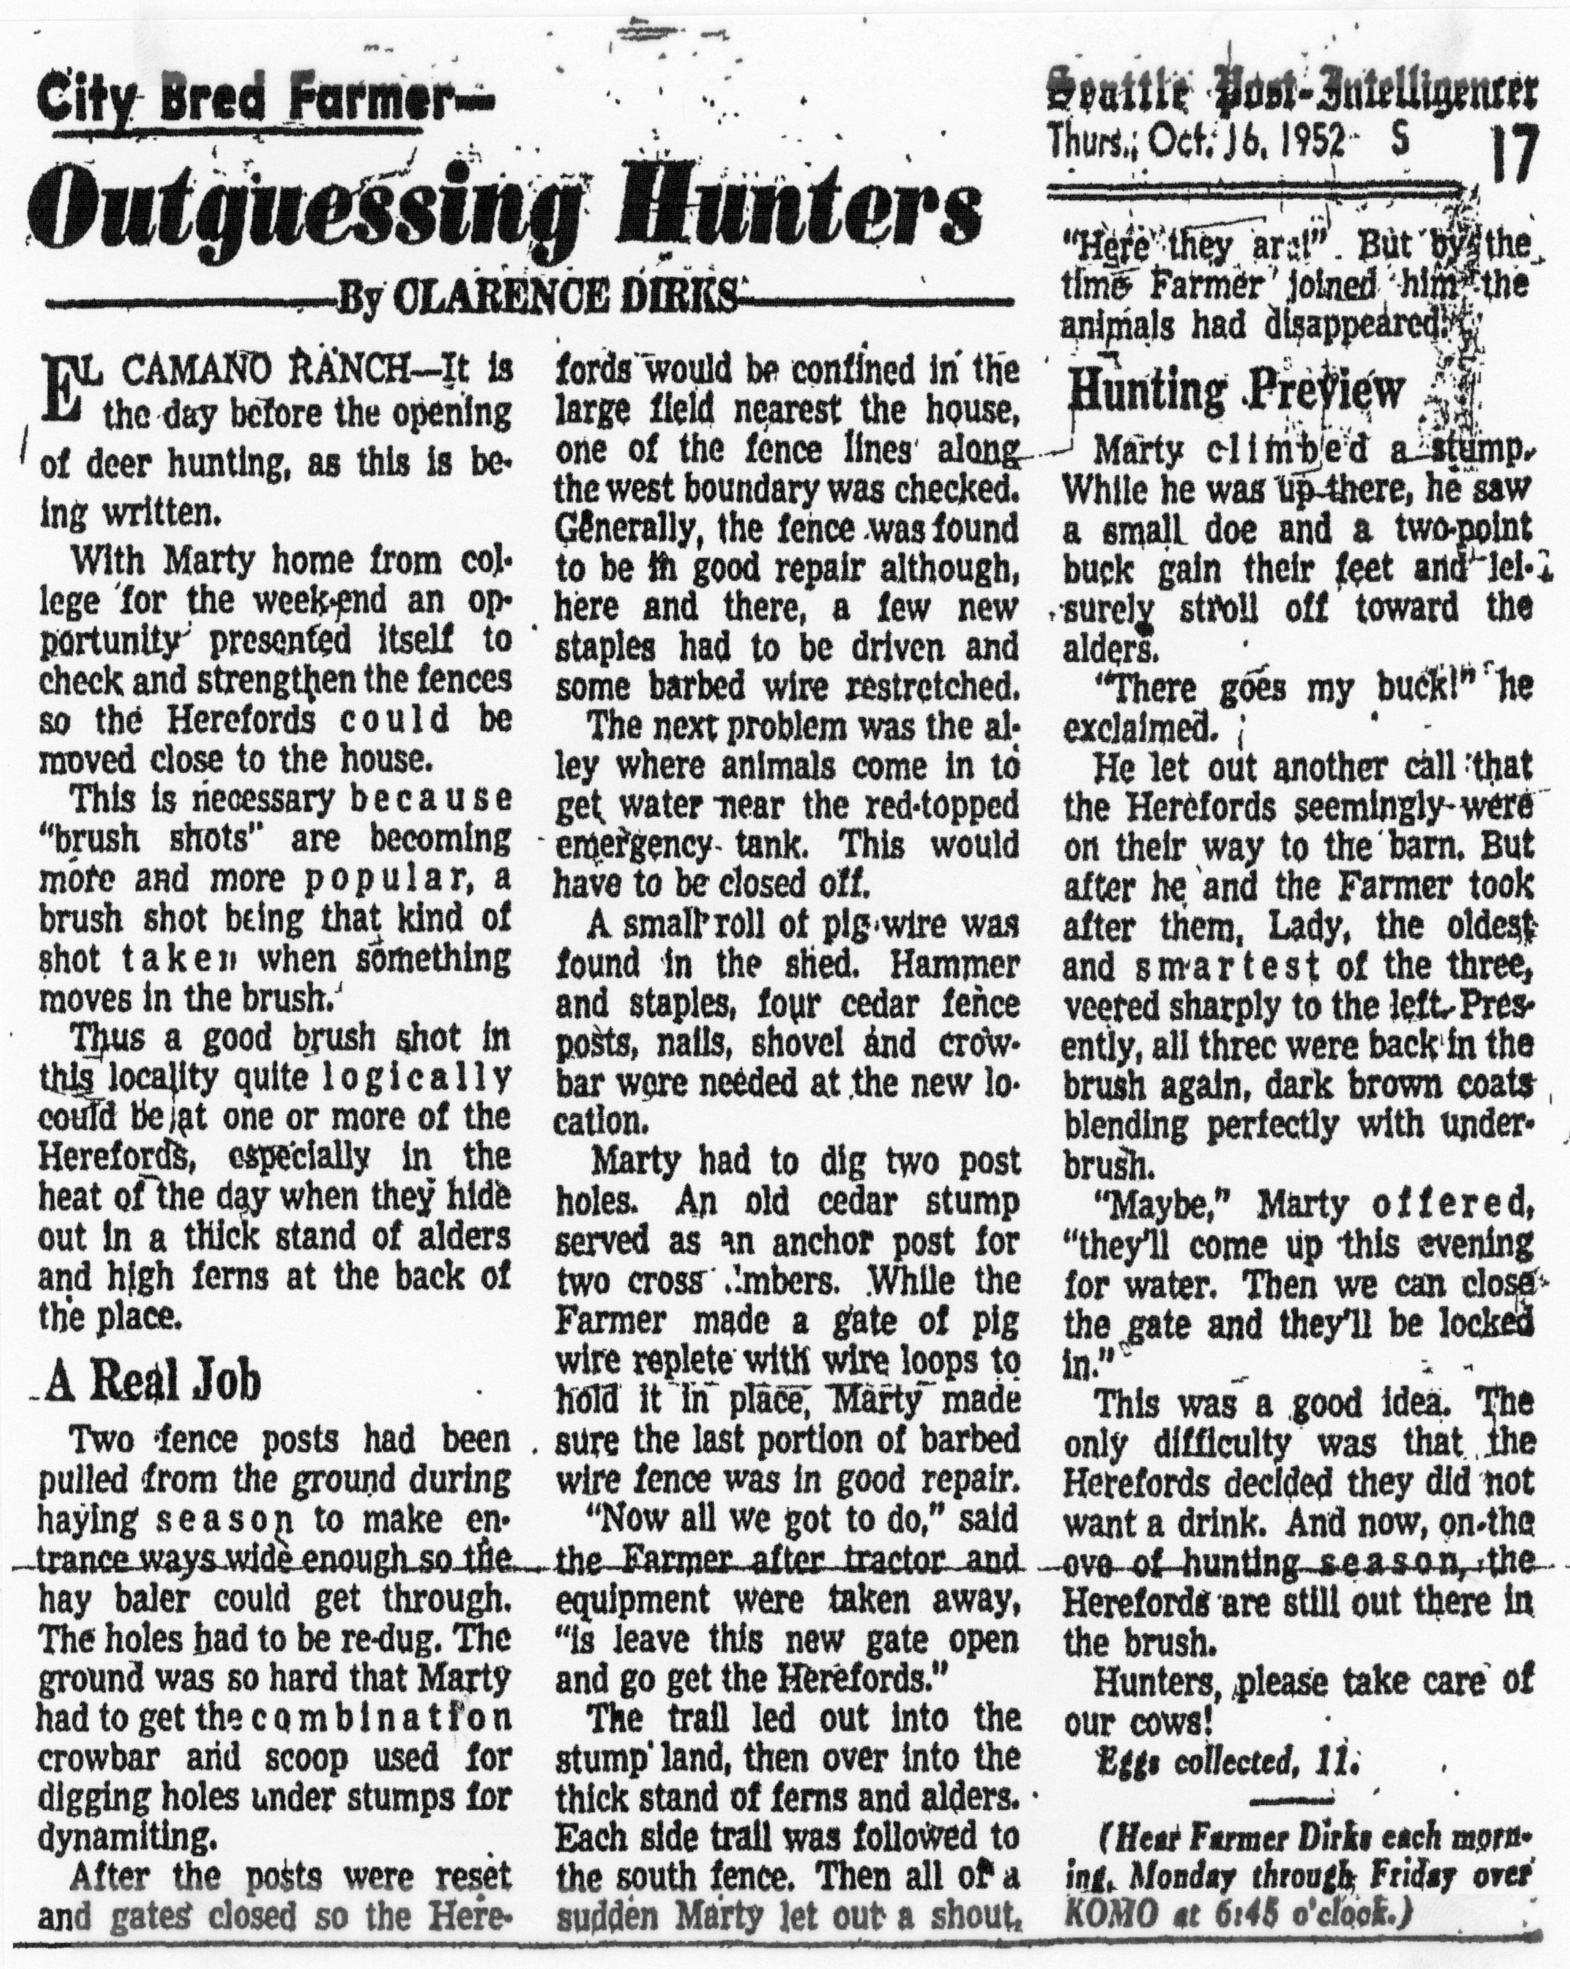 City Bred Farmer—
Outguessing Hunters
By CLARENCE DIRKS
EL CAMANO RANCH—It is
the day before the opening
of deer hunting, as this is be-
ing written.
With Marty home from col-
lege for the week-end an op-
portunity presented itself to
check and strengthen the fences
so the Herefords could be
moved close to the house.
This is necessary because
"brush shots" are becoming
more and more popular, a
brush shot being that kind of
shot taken when something
moves in the brush.
Thus a good brush shot in
this locality quite logically
could be at one or more of the
Herefords, especially in the
heat of the day when they hide
out in a thick stand of alders
and high ferns at the back of
the place.
A Real Job
Two fence posts had been
pulled from the ground during
haying season to make en-
trance ways wide enough so the
hay baler could get through.
The holes had to be re-dug. The
ground was so hard that Marty
had to get the combination
crowbar and scoop used for
digging holes under stumps for
dynamiting.
After the posts were reset
and gates closed so the Here-
fords would be confined in the
large field nearest the house,
one of the fence lines along
the west boundary was checked.
Generally, the fence was found
to be in good repair although,
here and there, a few new
staples had to be driven and
some barbed wire restretched.
The next problem was the al-
ley where animals come in to
get water near the red-topped
emergency tank. This would
have to be closed off.
A small roll of pig wire was
found in the shed. Hammer
and staples, four cedar fence
posts, nails, shovel and crow-
bar were needed at the new lo-
cation.
Marty had to dig two post
holes. An old cedar stump
served as an anchor post for
two cross timbers. While the
Farmer made a gate of pig
wire replete with wire loops to
hold it in place, Marty made
sure the last portion of barbed
wire fence was in good repair.
"Now all we got to do," said
the Farmer after tractor and
equipment were taken away,
"is leave this new gate open
and go get the Herefords."
The trail led out into the
stump land, then over into the
thick stand of ferns and alders.
Each side trail was followed to
the south fence. Then all of a
sudden Marty let out a shout,
Seattle Post-Intelligencer
Thurs., Oct. 16, 1952 S 17
"Here they are!" But by the
time Farmer joined him the
animals had disappeared.
Hunting Preview
Marty climbed a stump.
While he was up there, he saw
a small doe and a two-point
buck gain their feet and lei-
surely stroll off toward the
alders.
"There goes my buck!" he
exclaimed.
He let out another call that
the Herefords seemingly were
on their way to the barn. But
after he and the Farmer took
after them, Lady, the oldest
and smartest of the three,
veered sharply to the left. Pres-
ently, all three were back in the
brush again, dark brown coats
blending perfectly with under-
brush.
"Maybe," Marty offered,
"they'll come up this evening
for water. Then we can close
the gate and they'll be locked
in."
This was a good idea. The
only difficulty was that the
Herefords decided they did not
want a drink. And now, on the
eve of hunting season, the
Herefords are still out there in
the brush.
Hunters, please take care of
our cows!
Eggs collected, 11.
(Hear Farmer Dirks each morn-
ing, Monday through Friday over
KOMO at 6:45 o'clock.)